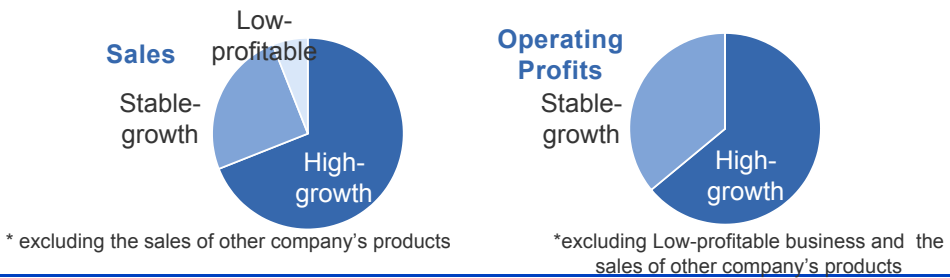 Sales
Low-
profitable
Stable-
growth
High-
growth
* excluding the sales of other company's products
Operating
Profits
Stable-
growth
High-
growth
*excluding Low-profitable business and  the
sales of other company's products